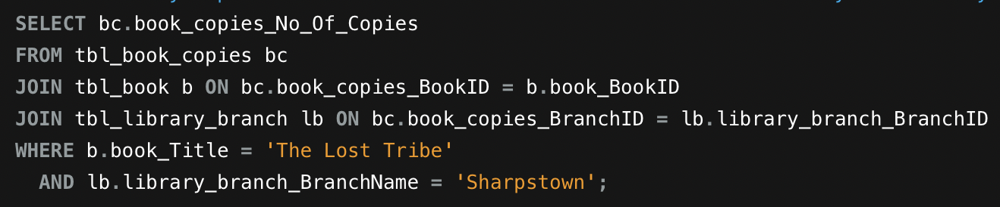 SELECT bc.book_copies_No_Of_Copies
FROM tbl_book_copies bc
JOIN tbl_book b ON bc.book_copies_BookID = b.book_BookID
JOIN tbl_library_branch lb ON bc.book_copies_BranchID = lb.library_branch_BranchID
WHERE b.book_Title = 'The Lost Tribe'
  AND lb.library_branch_BranchName = 'Sharpstown';